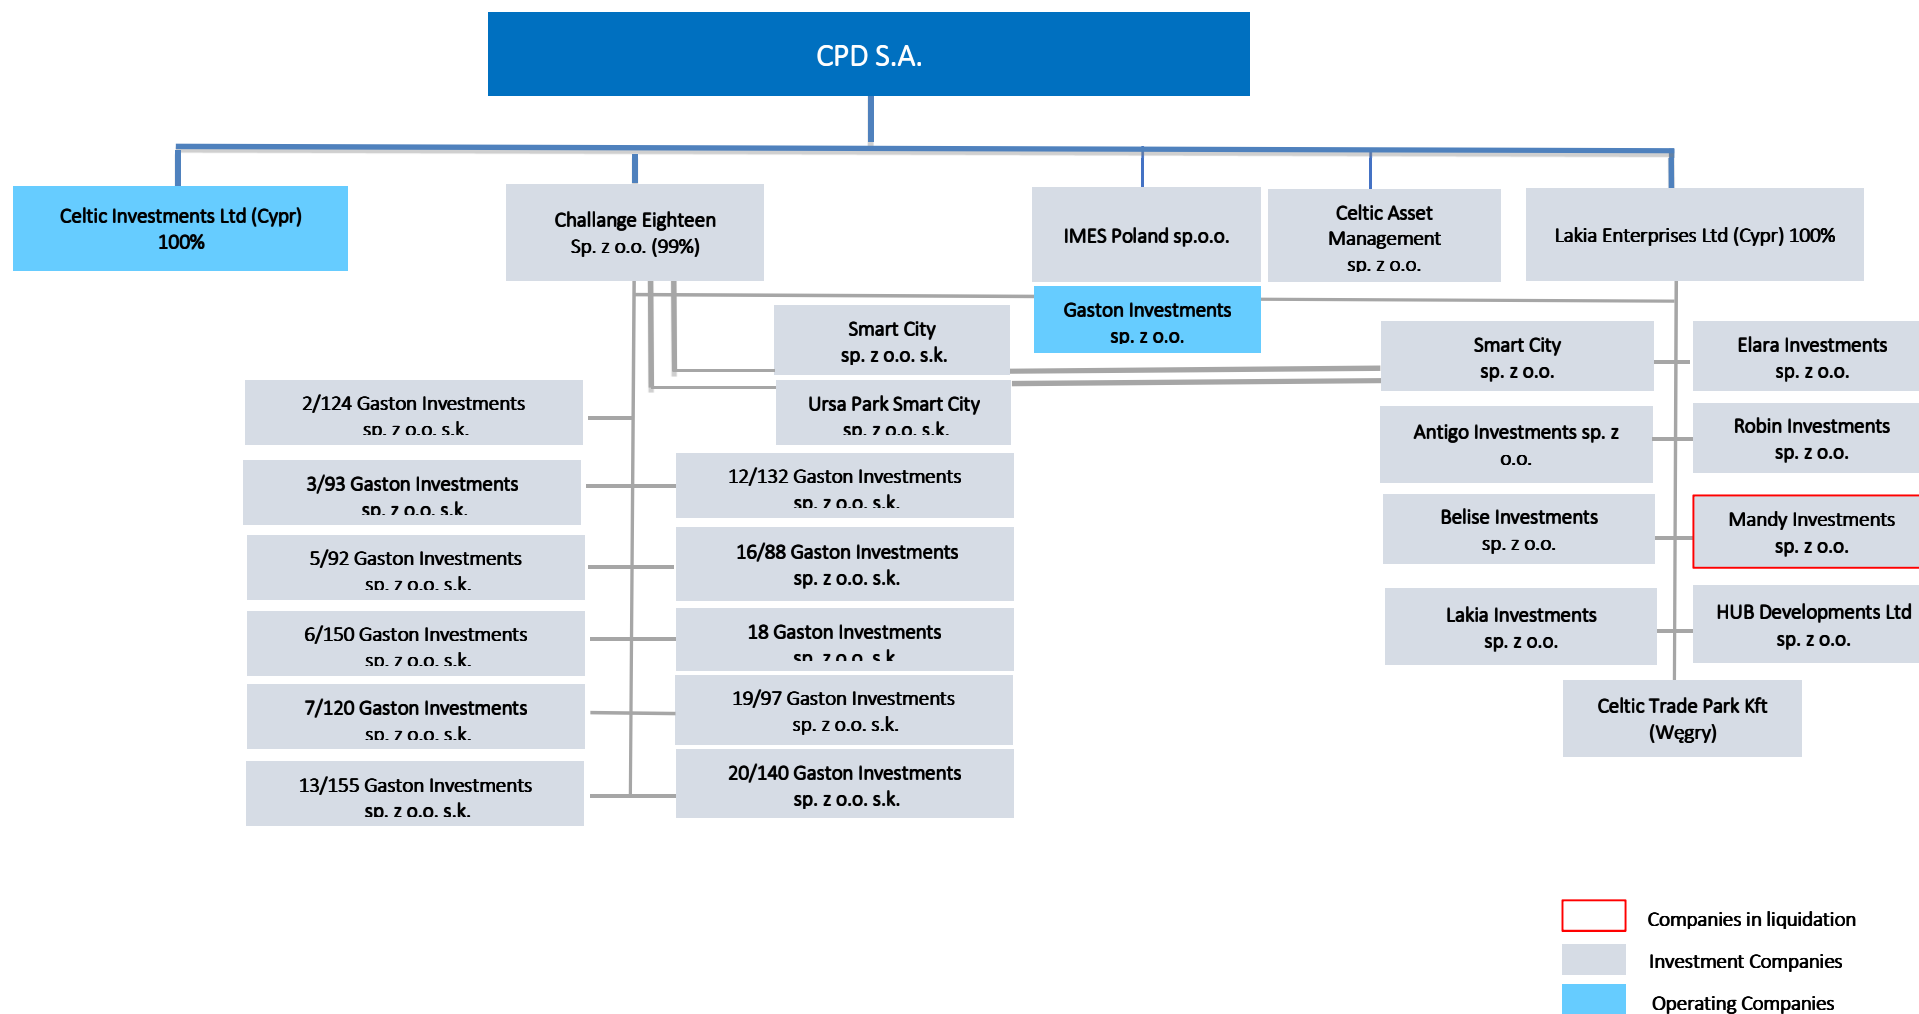 CPD S.A.
Celtic Investments Ltd (Cypr)
100%
Challange Eighteen
Sp. z o.o. (99%)
IMES Poland sp.o.o.
Celtic Asset
Management
sp. z o.o.
Lakia Enterprises Ltd (Cypr) 100%
Gaston Investments
sp. z o.o.
Smart City
sp. z o.o. s.k.
Ursa Park Smart City
sp. z o.o. s.k.
Smart City
sp. z o.o.
Elara Investments
sp. z o.o.
Antigo Investments sp. z
o.o.
Robin Investments
sp. z o.o.
Belise Investments
sp. z o.o.
Mandy Investments
sp. z o.o.
Lakia Investments
sp. z o.o.
HUB Developments Ltd
sp. z o.o.
Celtic Trade Park Kft
(Węgry)
2/124 Gaston Investments
sp. z o.o. s.k.
3/93 Gaston Investments
sp. z o.o. s.k.
12/132 Gaston Investments
sp. z o.o. s.k.
5/92 Gaston Investments
sp. z o.o. s.k.
16/88 Gaston Investments
sp. z o.o. s.k.
6/150 Gaston Investments
sp. z o.o. s.k.
18 Gaston Investments
sp. z o.o. s.k.
7/120 Gaston Investments
sp. z o.o. s.k.
19/97 Gaston Investments
sp. z o.o. s.k.
13/155 Gaston Investments
sp. z o.o. s.k.
20/140 Gaston Investments
sp. z o.o. s.k.
Companies in liquidation
Investment Companies
Operating Companies